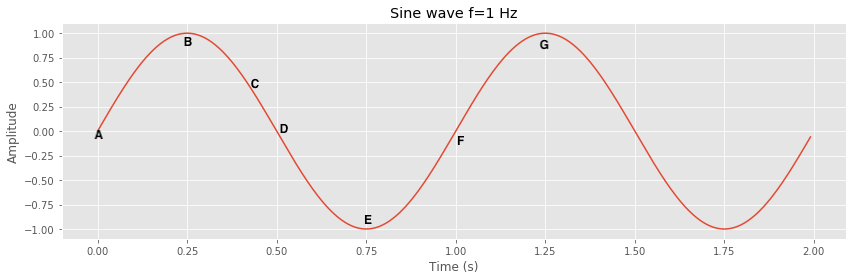 Sine wave f=1 Hz
1.00
0.75
0.50
0.25
0.00
−0.25
−0.50
−0.75
−1.00
Amplitude
A
B
C
D
E
F
G
0.00 0.25 0.50 0.75 1.00 1.25 1.50 1.75 2.00
Time (s)